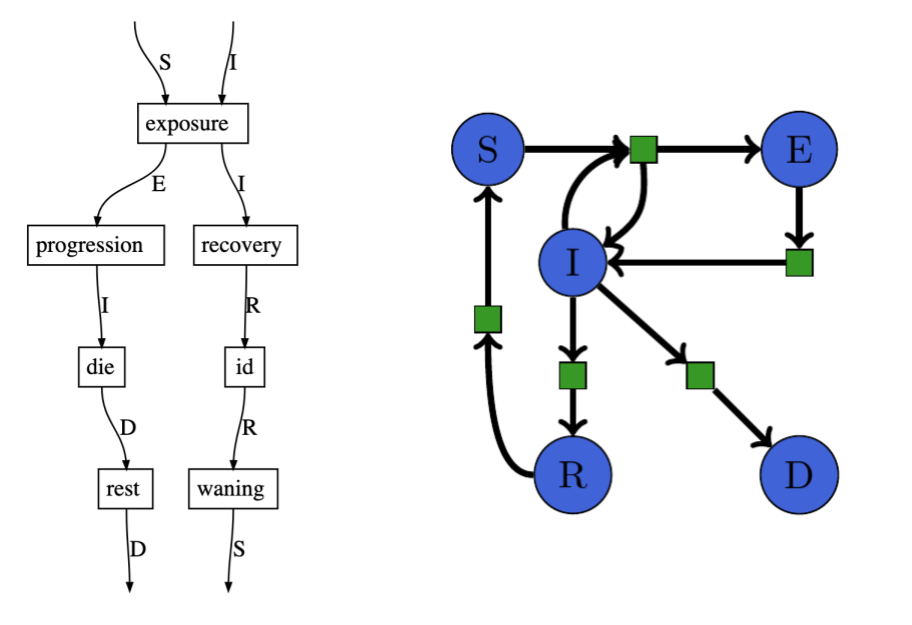 S I
exposure
E I
progression recovery
I R
die id
D R
rest waning
D S
S E
I
R D